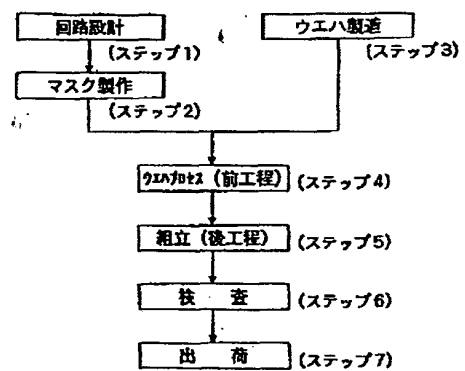 回路設計
ウエハ製造
(ステップ1)
(ステップ3)
マスク製作
(ステップ2)
ウエハプロセス (前工程) (ステップ4)
組立 (後工程) (ステップ5)
検 査 (ステップ6)
出 荷 (ステップ7)